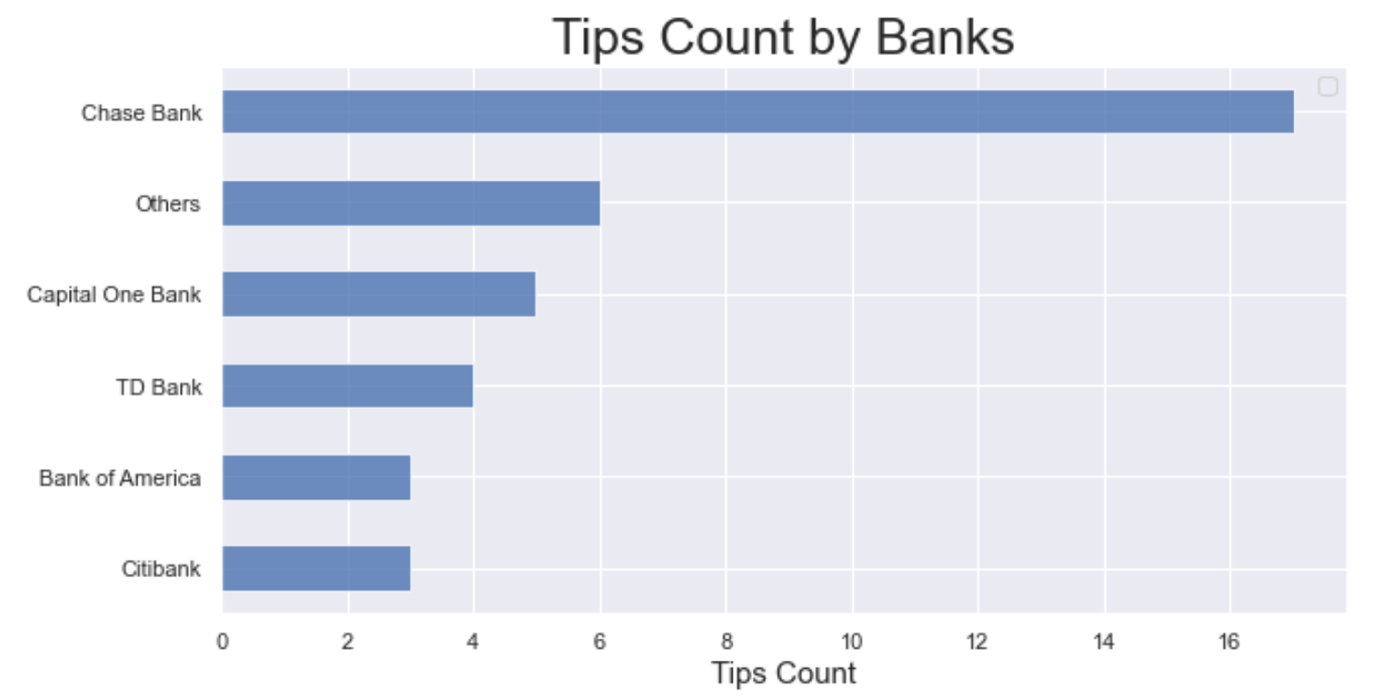 Tips Count by Banks
Chase Bank
Others
Capital One Bank
TD Bank
Bank of America
Citibank
0 2 4 6 8 10 12 14 16
Tips Count